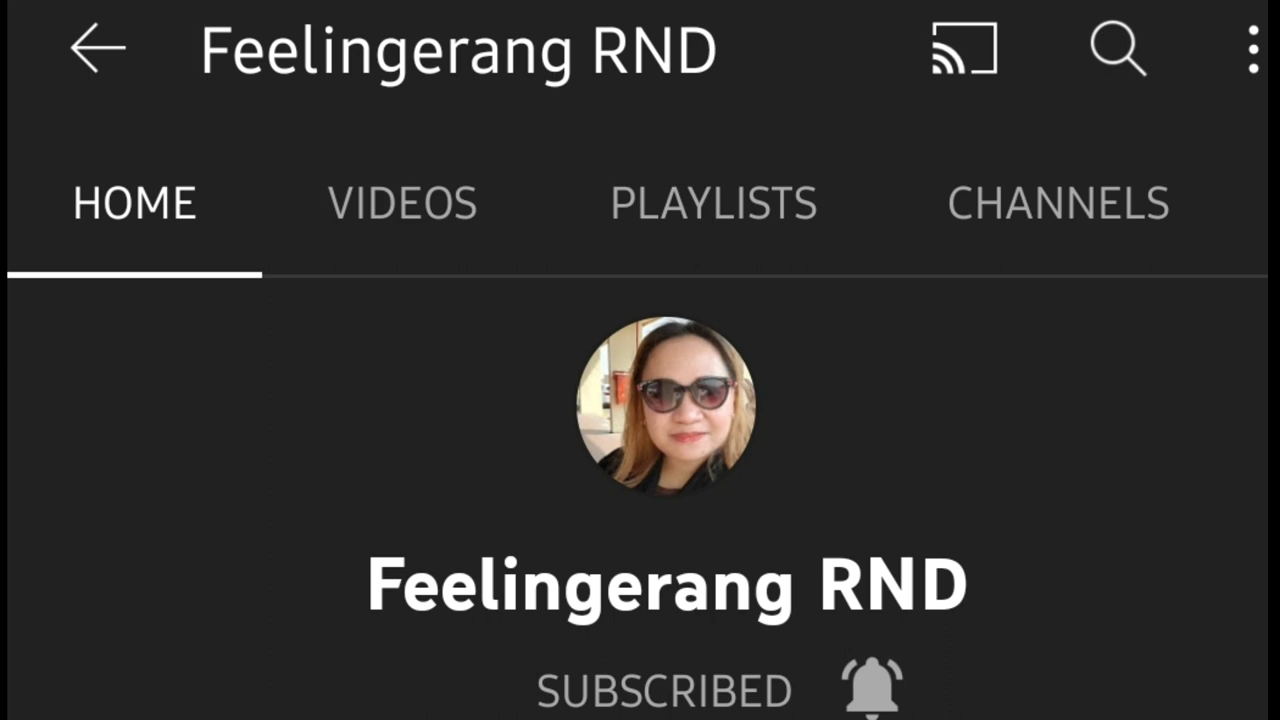 Feelingerang RND
HOME VIDEOS PLAYLISTS CHANNELS
Feelingerang RND
SUBSCRIBED